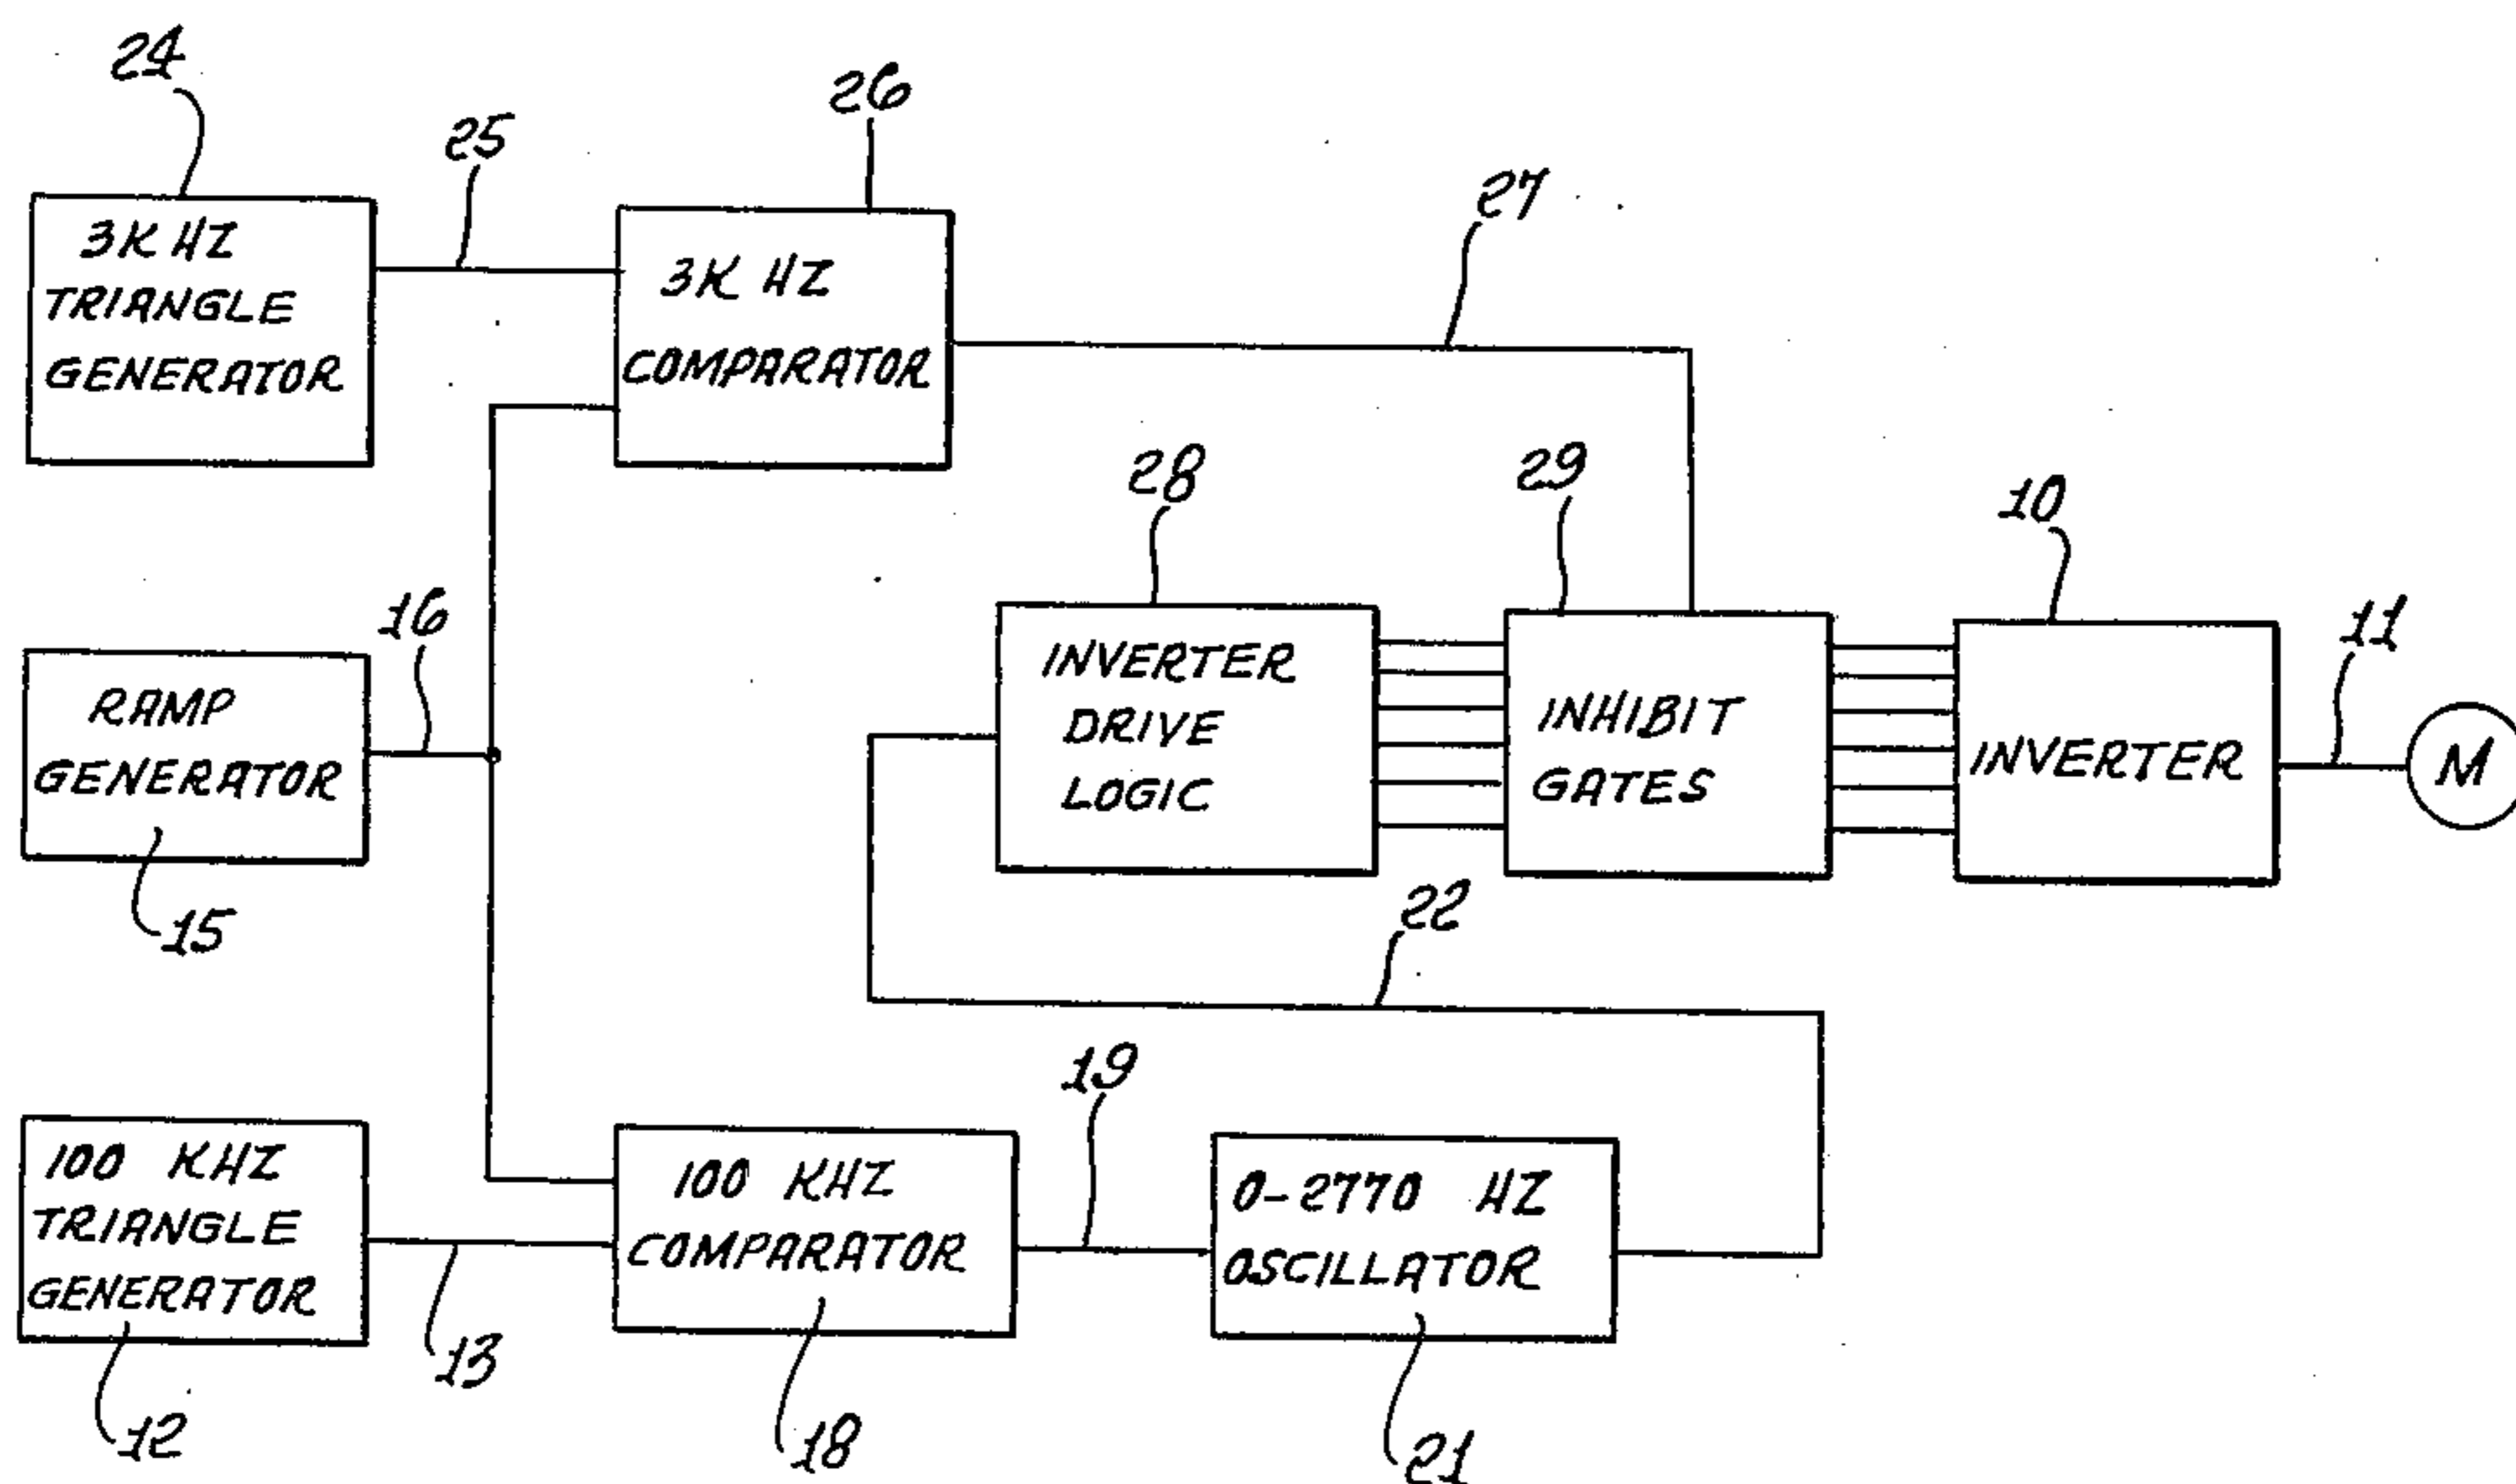 24
25
26
27
3K HZ
TRIANGLE
GENERATOR
3K HZ
COMPARATOR
28
29
10
11
16
RAMP
GENERATOR
15
INVERTER
DRIVE
LOGIC
INHIBIT
GATES
INVERTER
M
22
19
100 KHZ
TRIANGLE
GENERATOR
12
13
100 KHZ
COMPARATOR
18
0-2770 HZ
OSCILLATOR
21